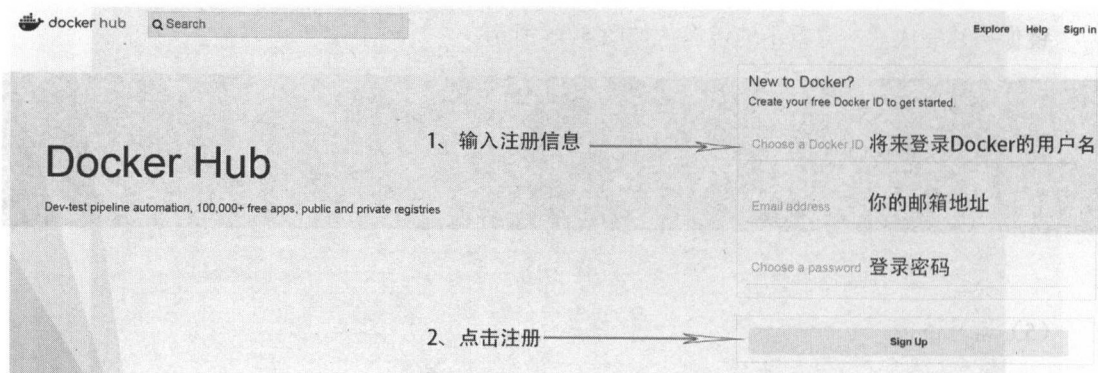 docker hub Search Explore Help Sign in
New to Docker?
Create your free Docker ID to get started.
1、输入注册信息 Choose a Docker ID 将来登录Docker的用户名
Docker Hub
Dev-test pipeline automation, 100,000+ free apps, public and private registries
Email address 你的邮箱地址
Choose a password 登录密码
2、点击注册 Sign Up